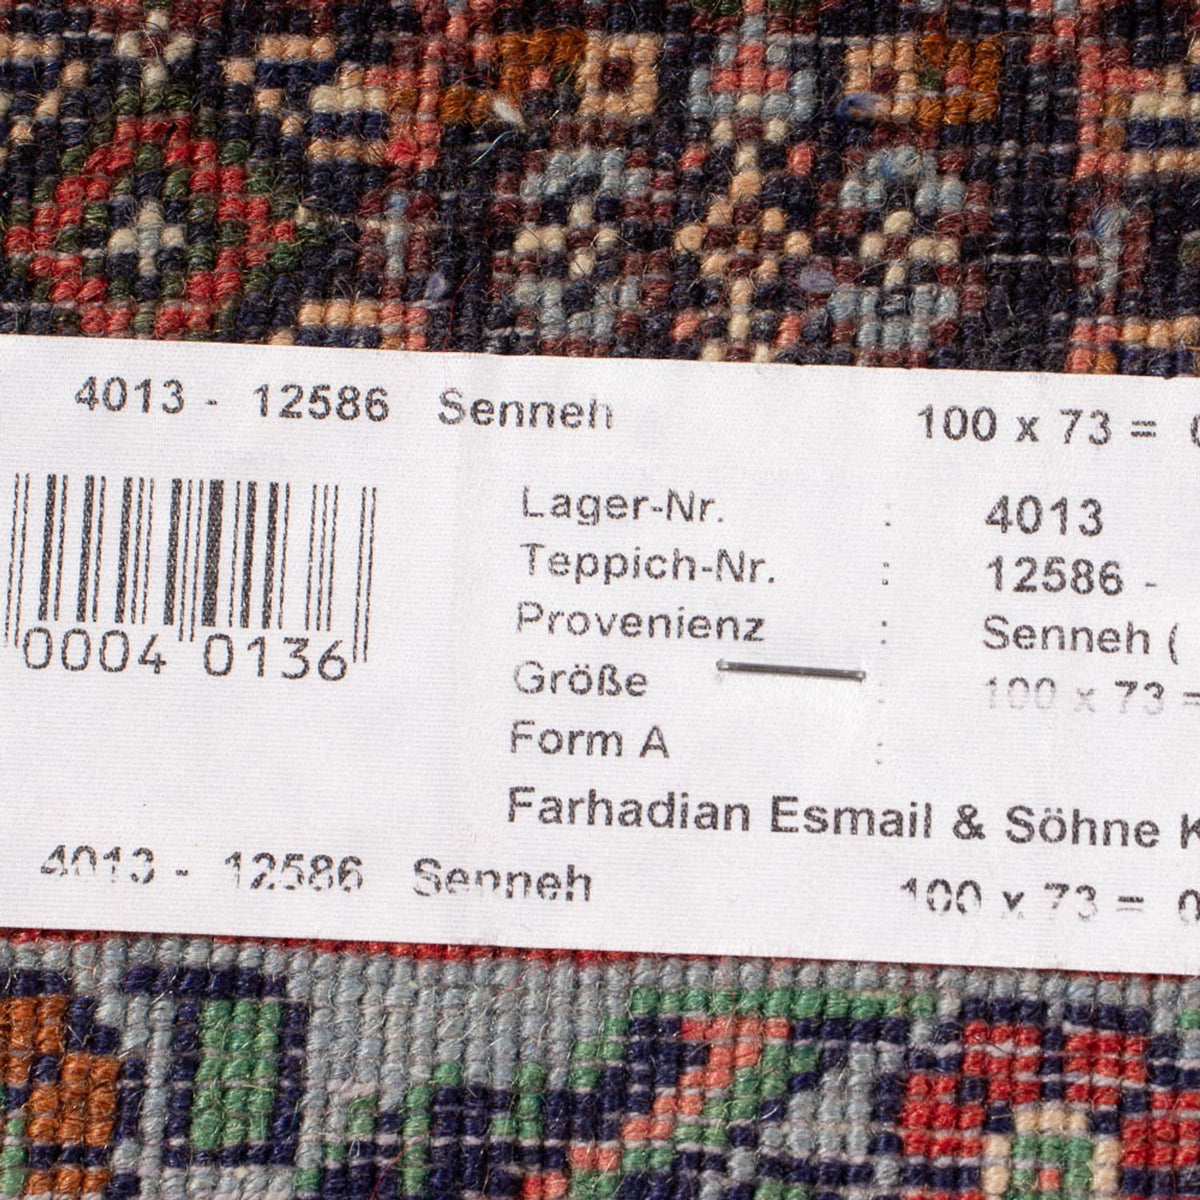 4013 - 12586 Senneh 100 x 73 =
Lager-Nr. : 4013
Teppich-Nr. : 12586 -
Provenienz : Senneh (
Größe : 100 x 73 =
Form A :
Farhadian Esmail & Söhne K
0004 0136
4013 - 12586 Senneh 100 x 73 = 0